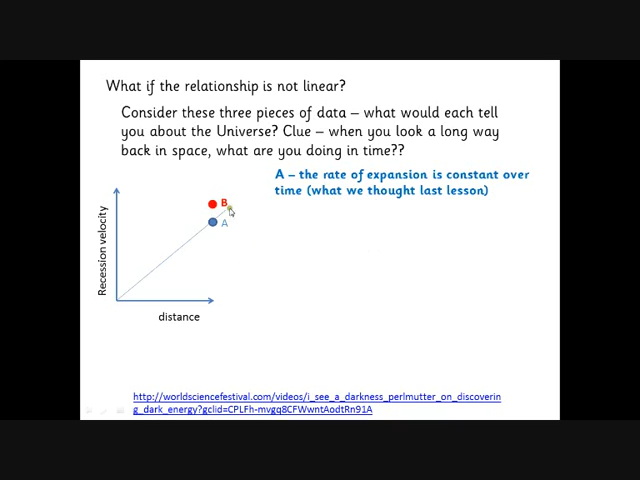 What if the relationship is not linear?
Consider these three pieces of data – what would each tell
you about the Universe? Clue – when you look a long way
back in space, what are you doing in time??
A – the rate of expansion is constant over
time (what we thought last lesson)
B
A
Recession velocity
distance
http://worldsciencefestival.com/videos/i_see_a_darkness_perlmutter_on_discoverin
g_dark_energy?gclid=CPLFh-mvgq8CFWwntAodtRn91A